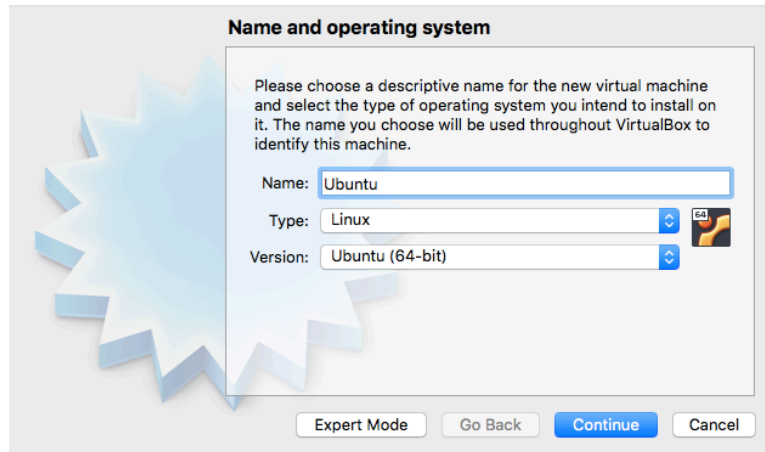 Name and operating system
Please choose a descriptive name for the new virtual machine
and select the type of operating system you intend to install on
it. The name you choose will be used throughout VirtualBox to
identify this machine.
Name: Ubuntu
Type: Linux
64
Version: Ubuntu (64-bit)
Expert Mode Go Back Continue Cancel